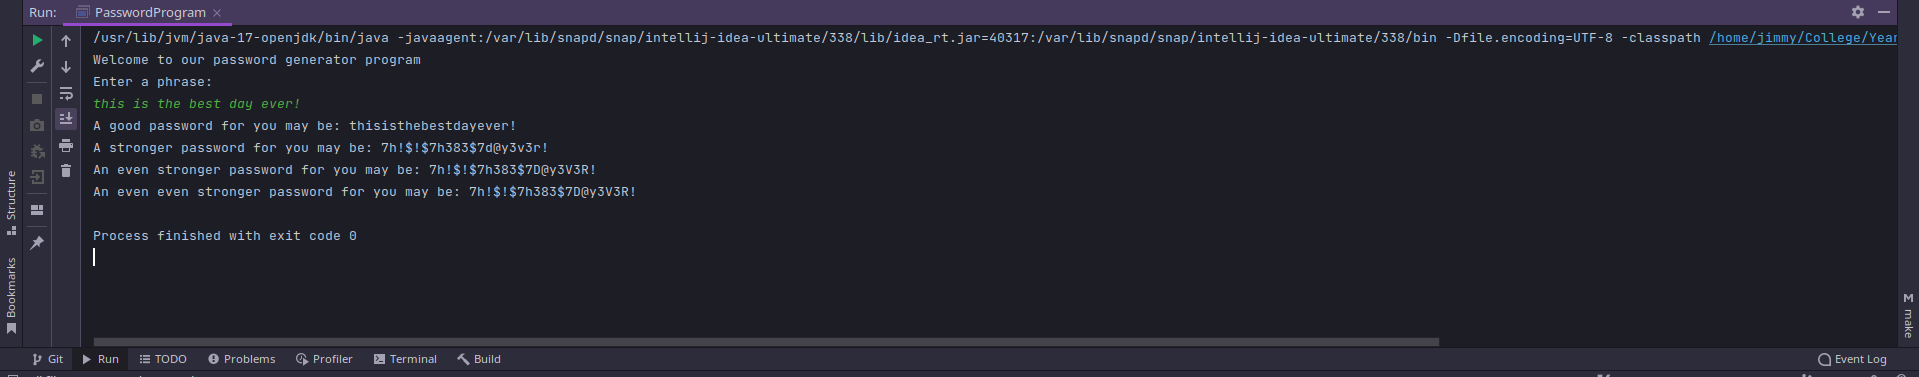 Run: PasswordProgram
/usr/lib/jvm/java-17-openjdk/bin/java -javaagent:/var/lib/snapd/snap/intellij-idea-ultimate/338/lib/idea_rt.jar=40317:/var/lib/snapd/snap/intellij-idea-ultimate/338/bin -Dfile.encoding=UTF-8 -classpath /home/jimmy/College/Year
Welcome to our password generator program
Enter a phrase:
this is the best day ever!
A good password for you may be: thisisthebestdayever!
A stronger password for you may be: 7h!$!$7h383$7d@y3v3r!
An even stronger password for you may be: 7h!$!$7h383$7D@y3V3R!
An even even stronger password for you may be: 7h!$!$7h383$7D@y3V3R!
Process finished with exit code 0
Structure
Bookmarks
make
Git Run TODO Problems Profiler Terminal Build Event Log